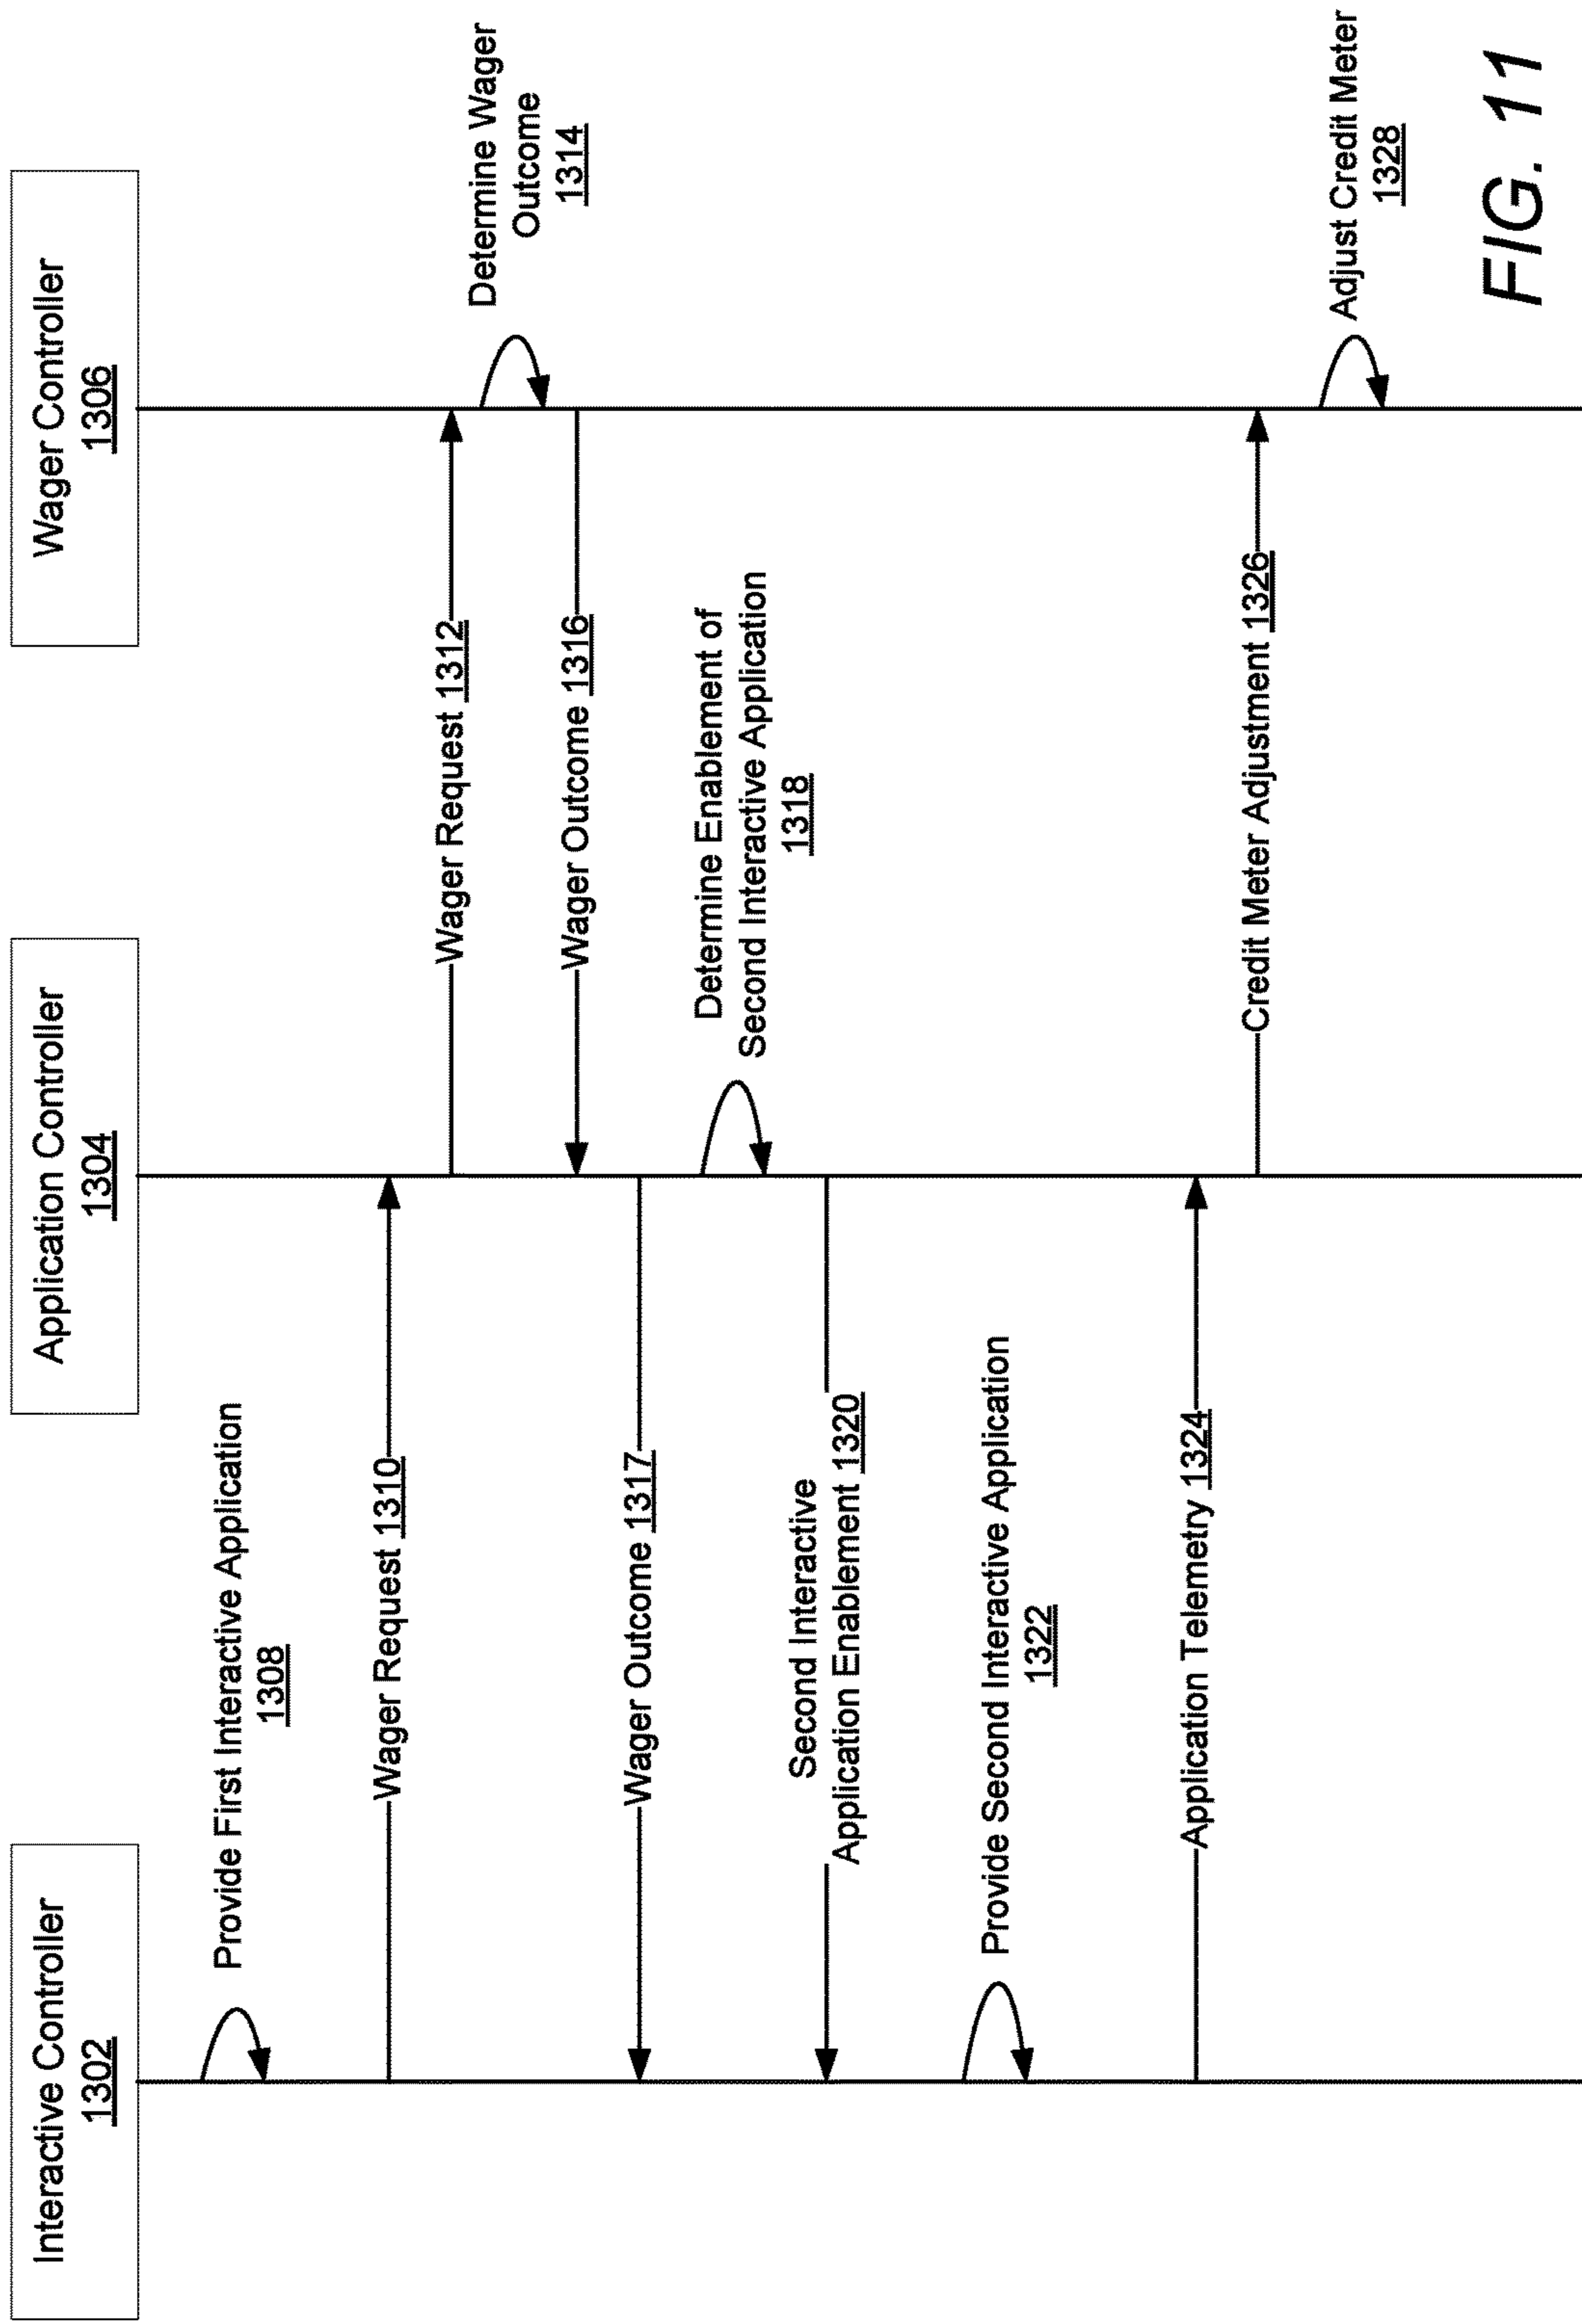 Interactive Controller
1302
Application Controller
1304
Wager Controller
1306
Provide First Interactive Application
1308
Wager Request 1310
Wager Request 1312
Determine Wager
Outcome
1314
Wager Outcome 1316
Wager Outcome 1317
Determine Enablement of
Second Interactive Application
1318
Second Interactive
Application Enablement 1320
Provide Second Interactive Application
1322
Application Telemetry 1324
Credit Meter Adjustment 1326
Adjust Credit Meter
1328
FIG. 11